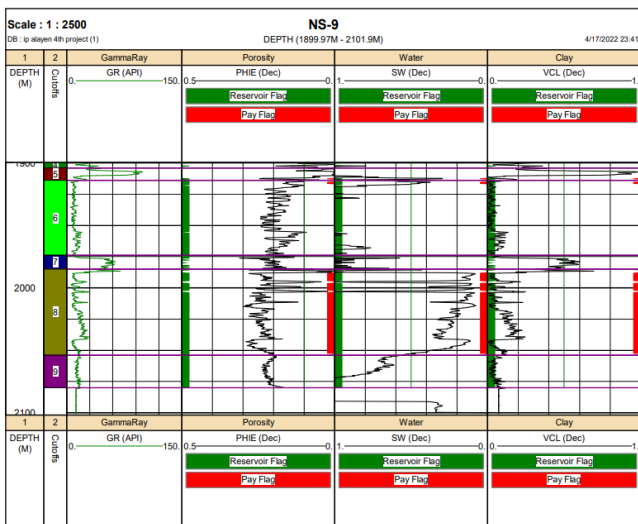 Scale : 1 : 2500
NS-9
DB : ip alayen 4th project (1)
DEPTH (1899.97M - 2101.9M)
4/17/2022 23:41
1 2 GammaRay Porosity Water Clay
DEPTH (M) Cutoffs GR (API) PHIE (Dec) SW (Dec) VCL (Dec)
0. 150. 0.5 -0. 1. -0. 0. 1.
Reservoir Flag Reservoir Flag Reservoir Flag
Pay Flag Pay Flag Pay Flag
1900
5
6
7
2000
8
9
2100
1 2 GammaRay Porosity Water Clay
DEPTH (M) Cutoffs GR (API) PHIE (Dec) SW (Dec) VCL (Dec)
0. 150. 0.5 -0. 1. -0. 0. 1.
Reservoir Flag Reservoir Flag Reservoir Flag
Pay Flag Pay Flag Pay Flag